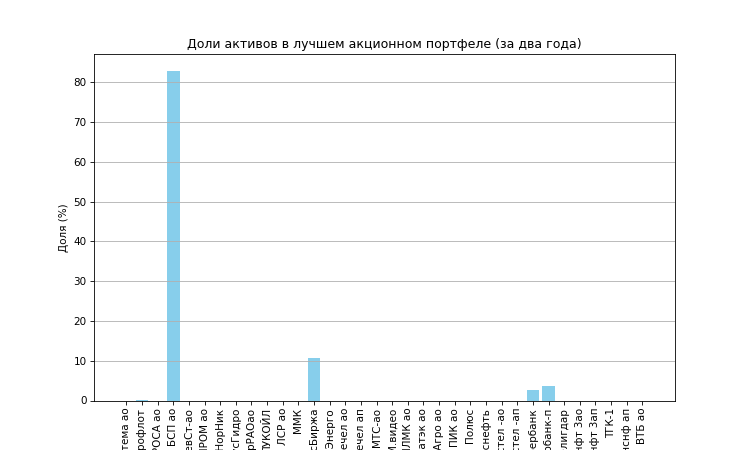 Доли активов в лучшем акционном портфеле (за два года)
Доля (%)
80
70
60
50
40
30
20
10
0
тема ао
рофлот
РОСА ао
БСП ао
евСт-ао
ПРОМ ао
НорНик
сГидро
рРАОао
УКОЙЛ
ЛСР ао
ММК
сБиржа
Энерго
ечел ао
ечел ап
МТС-ао
М.видео
ЛМК ао
атэк ао
Агро ао
ПИК ао
Полюс
снефть
стел -ао
стел -ап
ербанк
рбанк-п
лигдар
нфт 3ао
нфт 3ап
ТГК-1
нснф ап
ВТБ ао